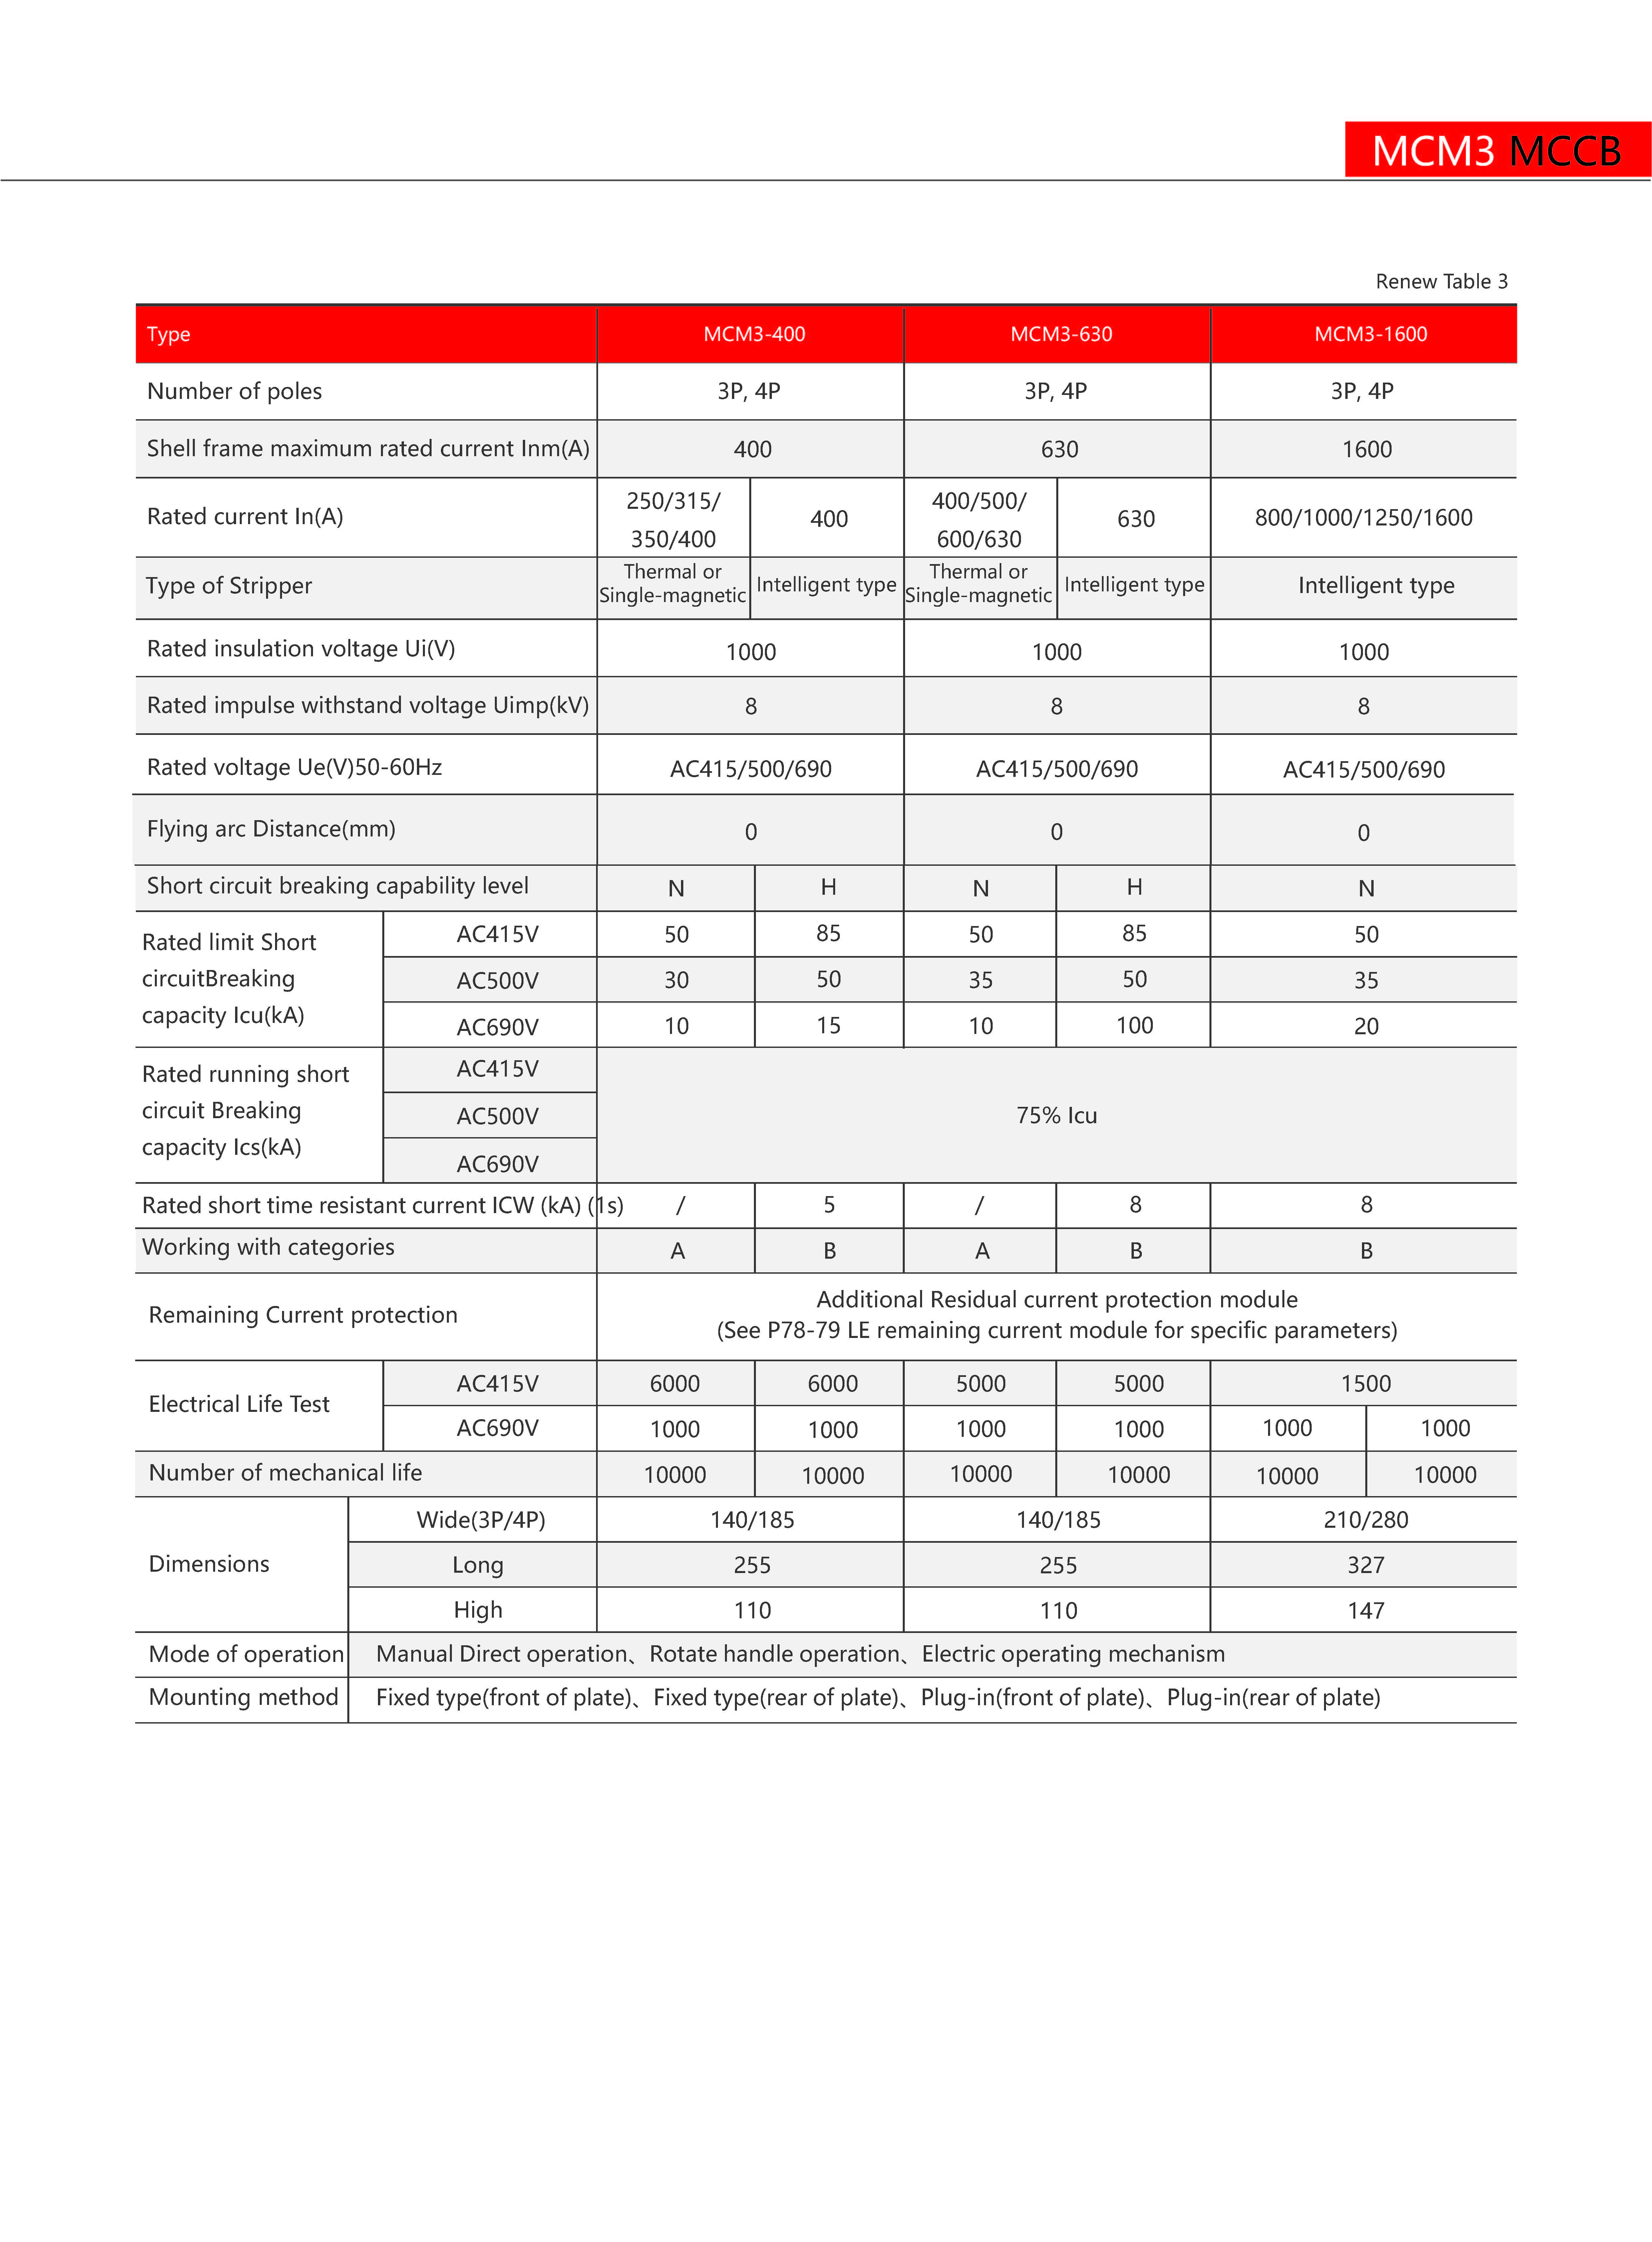 MCM3 MCCB
Renew Table 3
Type MCM3-400 MCM3-630 MCM3-1600
Number of poles 3P, 4P 3P, 4P 3P, 4P
Shell frame maximum rated current Inm(A) 400 630 1600
Rated current In(A) 250/315/ 350/400 400 400/500/ 600/630 630 800/1000/1250/1600
Type of Stripper Thermal or Single-magnetic Intelligent type Thermal or Single-magnetic Intelligent type Intelligent type
Rated insulation voltage Ui(V) 1000 1000 1000
Rated impulse withstand voltage Uimp(kV) 8 8 8
Rated voltage Ue(V)50-60Hz AC415/500/690 AC415/500/690 AC415/500/690
Flying arc Distance(mm) 0 0 0
Short circuit breaking capability level N H N H N
Rated limit Short
circuitBreaking
capacity Icu(kA)
AC415V 50 85 50 85 50
AC500V 30 50 35 50 35
AC690V 10 15 10 100 20
Rated running short
circuit Breaking
capacity Ics(kA)
AC415V
AC500V
AC690V
75% Icu
Rated short time resistant current ICW (kA) (1s) / 5 / 8 8
Working with categories A B A B B
Remaining Current protection
Additional Residual current protection module
(See P78-79 LE remaining current module for specific parameters)
Electrical Life Test
AC415V 6000 6000 5000 5000 1500
AC690V 1000 1000 1000 1000 1000 1000
Number of mechanical life 10000 10000 10000 10000 10000 10000
Dimensions
Wide(3P/4P) 140/185 140/185 210/280
Long 255 255 327
High 110 110 147
Mode of operation Manual Direct operation、Rotate handle operation、Electric operating mechanism
Mounting method Fixed type(front of plate)、Fixed type(rear of plate)、Plug-in(front of plate)、Plug-in(rear of plate)